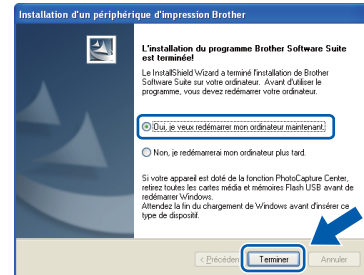 Installation d'un périphérique d'impression Brother
L'installation du programme Brother Software Suite
est terminée!
Le InstallShield Wizard a terminé l'installation de Brother
Software Suite sur votre ordinateur. Avant d'utiliser le
programme, vous devez redémarrer votre ordinateur.
Oui, je veux redémarrer mon ordinateur maintenant.
Non, je redémarrerai mon ordinateur plus tard.
Si votre appareil est doté de la fonction PhotoCapture Center,
retirez toutes les cartes média et mémoires Flash USB avant de
redémarrer Windows.
Attendez la fin du chargement de Windows avant d'insérer ce
type de dispositif.
< Précéden Terminer Annuler